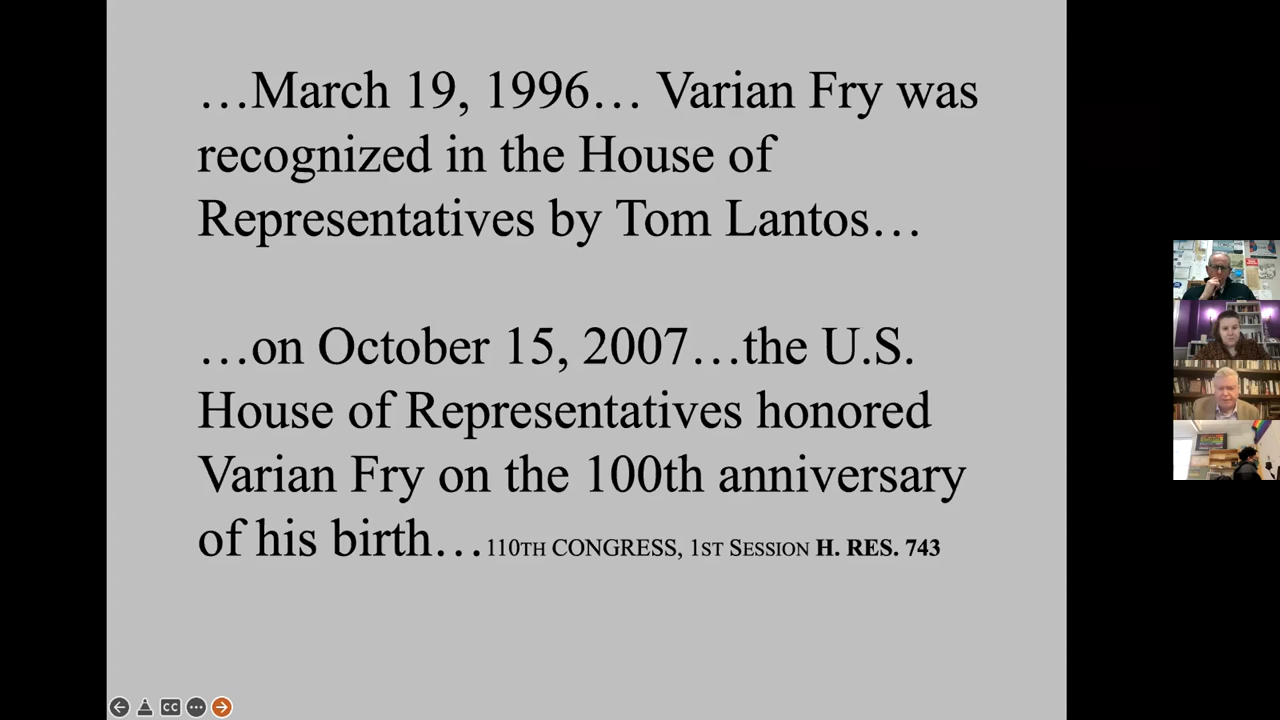 …March 19, 1996… Varian Fry was
recognized in the House of
Representatives by Tom Lantos…
…on October 15, 2007…the U.S.
House of Representatives honored
Varian Fry on the 100th anniversary
of his birth…110TH CONGRESS, 1ST SESSION H. RES. 743
CC